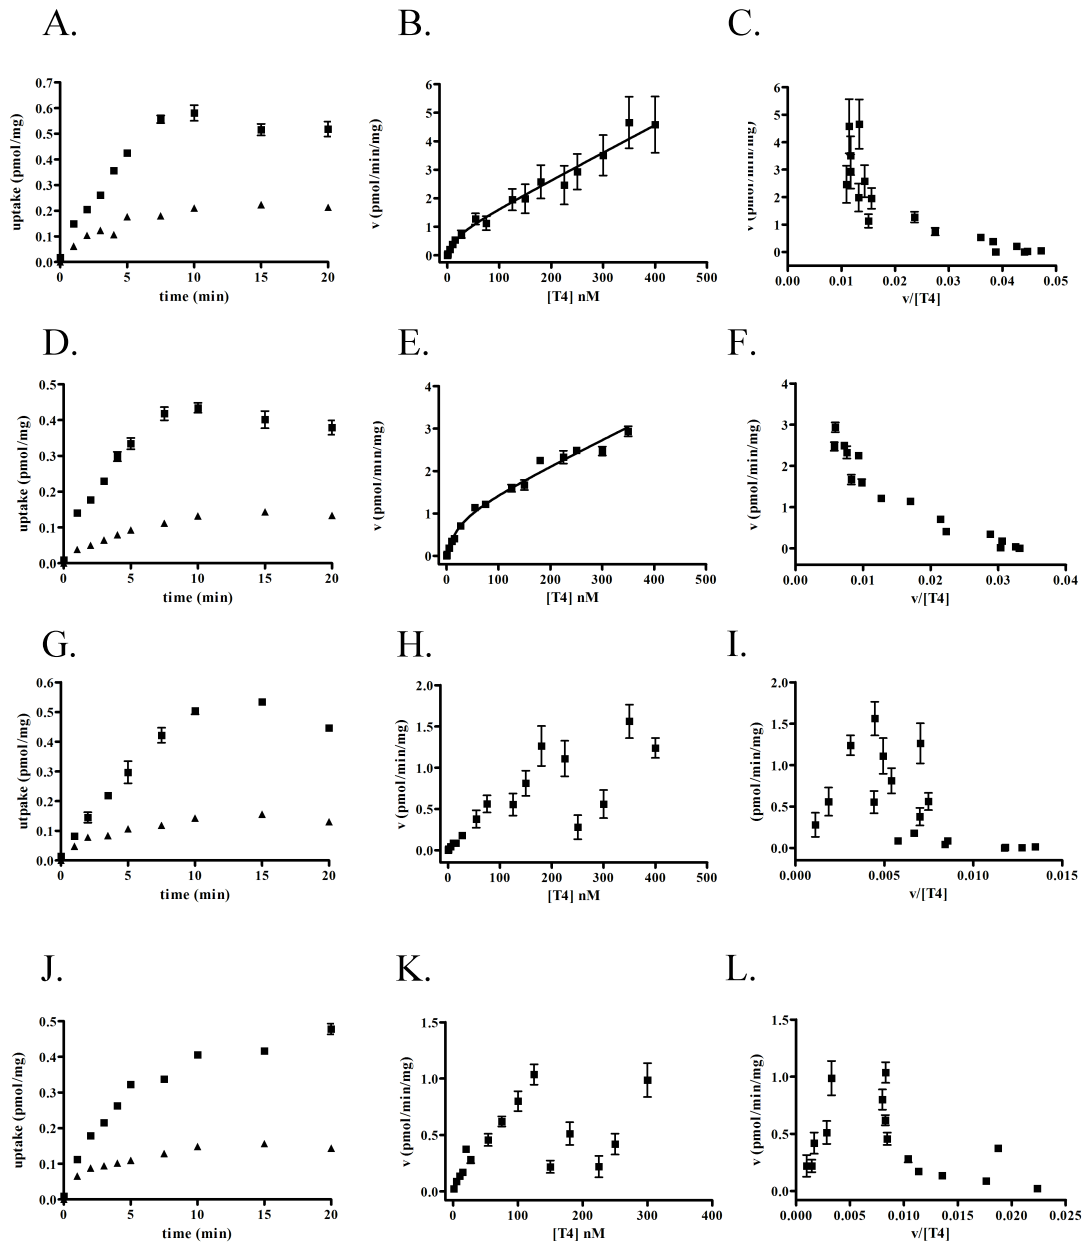 A.
B.
C.
uptake (pmol/mg)
0.7
0.6
0.5
0.4
0.3
0.2
0.1
0.0
0 5 10 15 20
time (min)
v (pmol/min/mg)
6
5
4
3
2
1
0
0 100 200 300 400 500
[T4] nM
v (pmol/min/mg)
6
5
4
3
2
1
0
0.00 0.01 0.02 0.03 0.04 0.05
v/[T4]
D.
E.
F.
uptake (pmol/mg)
0.5
0.4
0.3
0.2
0.1
0.0
0 5 10 15 20
time (min)
v (pmol/min/mg)
4
3
2
1
0
0 100 200 300 400 500
[T4] nM
v (pmol/min/mg)
4
3
2
1
0
0.00 0.01 0.02 0.03 0.04
v/[T4]
G.
H.
I.
utpake (pmol/mg)
0.6
0.5
0.4
0.3
0.2
0.1
0.0
0 5 10 15 20
time (min)
v (pmol/min/mg)
2.0
1.5
1.0
0.5
0.0
0 100 200 300 400 500
[T4] nM
(pmol/min/mg)
2.0
1.5
1.0
0.5
0.0
0.000 0.005 0.010 0.015
v/[T4]
J.
K.
L.
uptake (pmol/mg)
0.5
0.4
0.3
0.2
0.1
0.0
0 5 10 15 20
time (min)
v (pmol/min/mg)
1.5
1.0
0.5
0.0
0 100 200 300 400
[T4] nM
v (pmol/min/mg)
1.5
1.0
0.5
0.0
0.000 0.005 0.010 0.015 0.020 0.025
v/[T4]